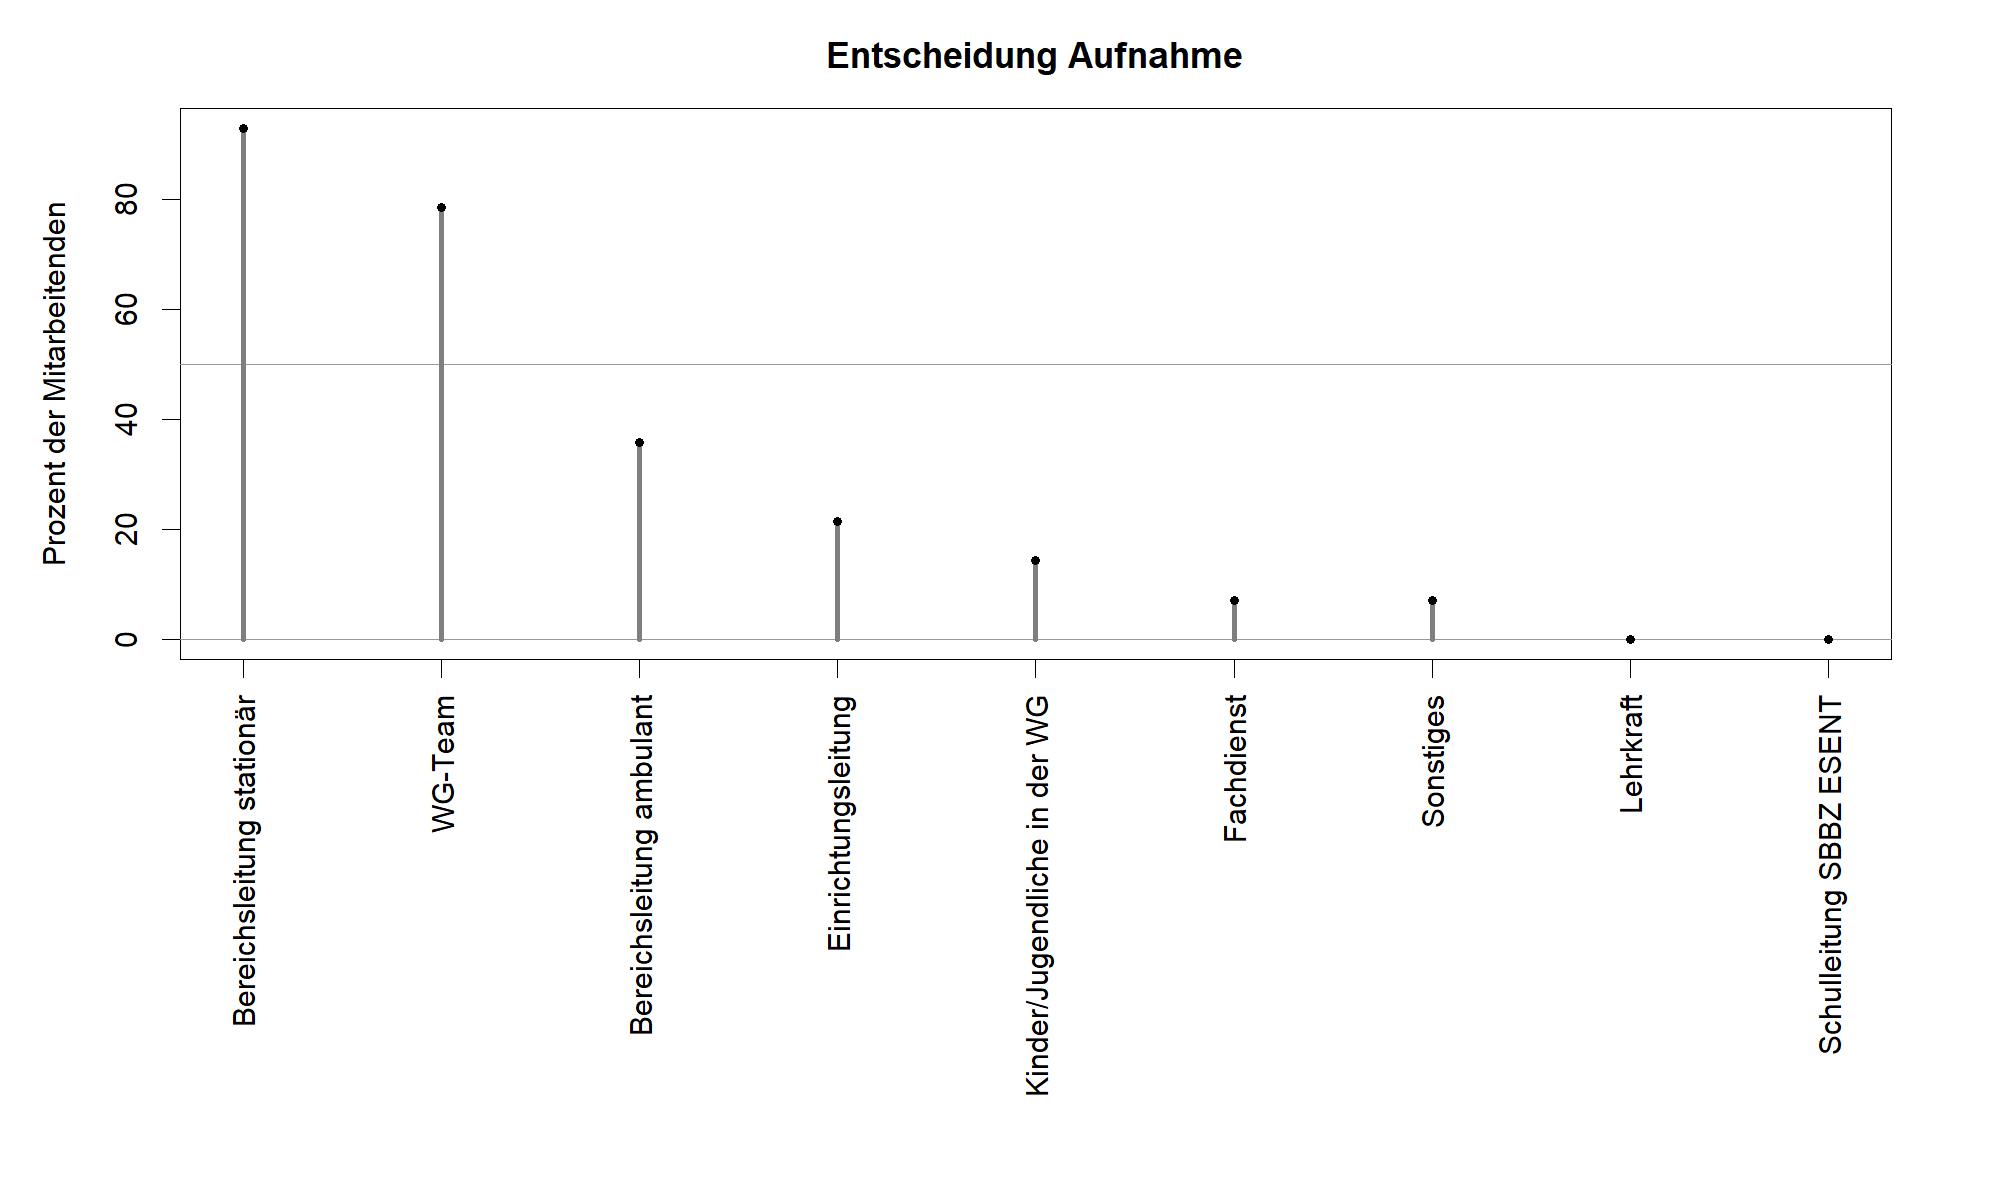 Entscheidung Aufnahme
Prozent der Mitarbeitenden
80
60
40
20
0
Bereichsleitung stationär
WG-Team
Bereichsleitung ambulant
Einrichtungsleitung
Kinder/Jugendliche in der WG
Fachdienst
Sonstiges
Lehrkraft
Schulleitung SBBZ ESENT